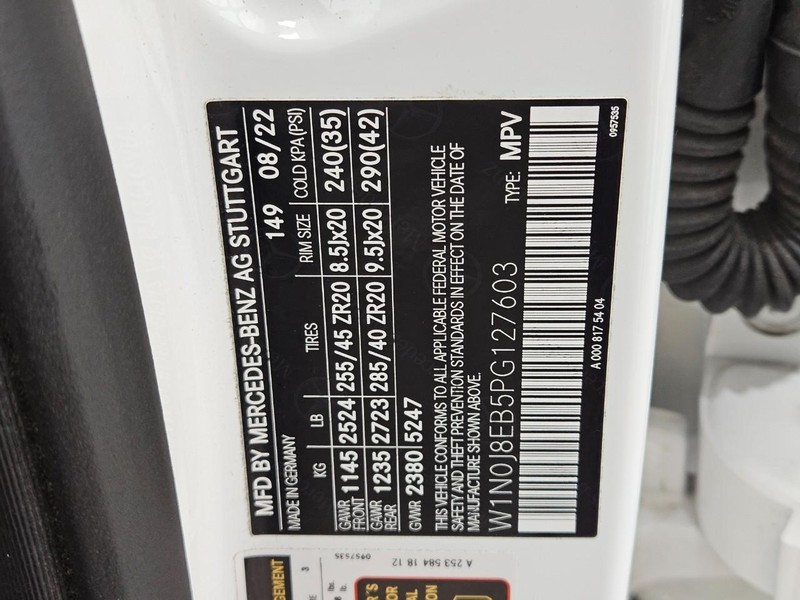 MFD BY MERCEDES-BENZ AG STUTTGART
MADE IN GERMANY 149 08/22
KG LB TIRES RIM SIZE COLD KPA(PSI)
GAWR FRONT 1145 2524 255/45 ZR20 8.5Jx20 240(35)
GAWR REAR 1235 2723 285/40 ZR20 9.5Jx20 290(42)
GVWR 2380 5247
THIS VEHICLE CONFORMS TO ALL APPLICABLE FEDERAL MOTOR VEHICLE
SAFETY AND THEFT PREVENTION STANDARDS IN EFFECT ON THE DATE OF
MANUFACTURE SHOWN ABOVE.
W1N0J8EB5PG127603 TYPE: MPV
A 000 817 54 04
0957535
A 253 584 18 12
0957535
lbs.
lb.